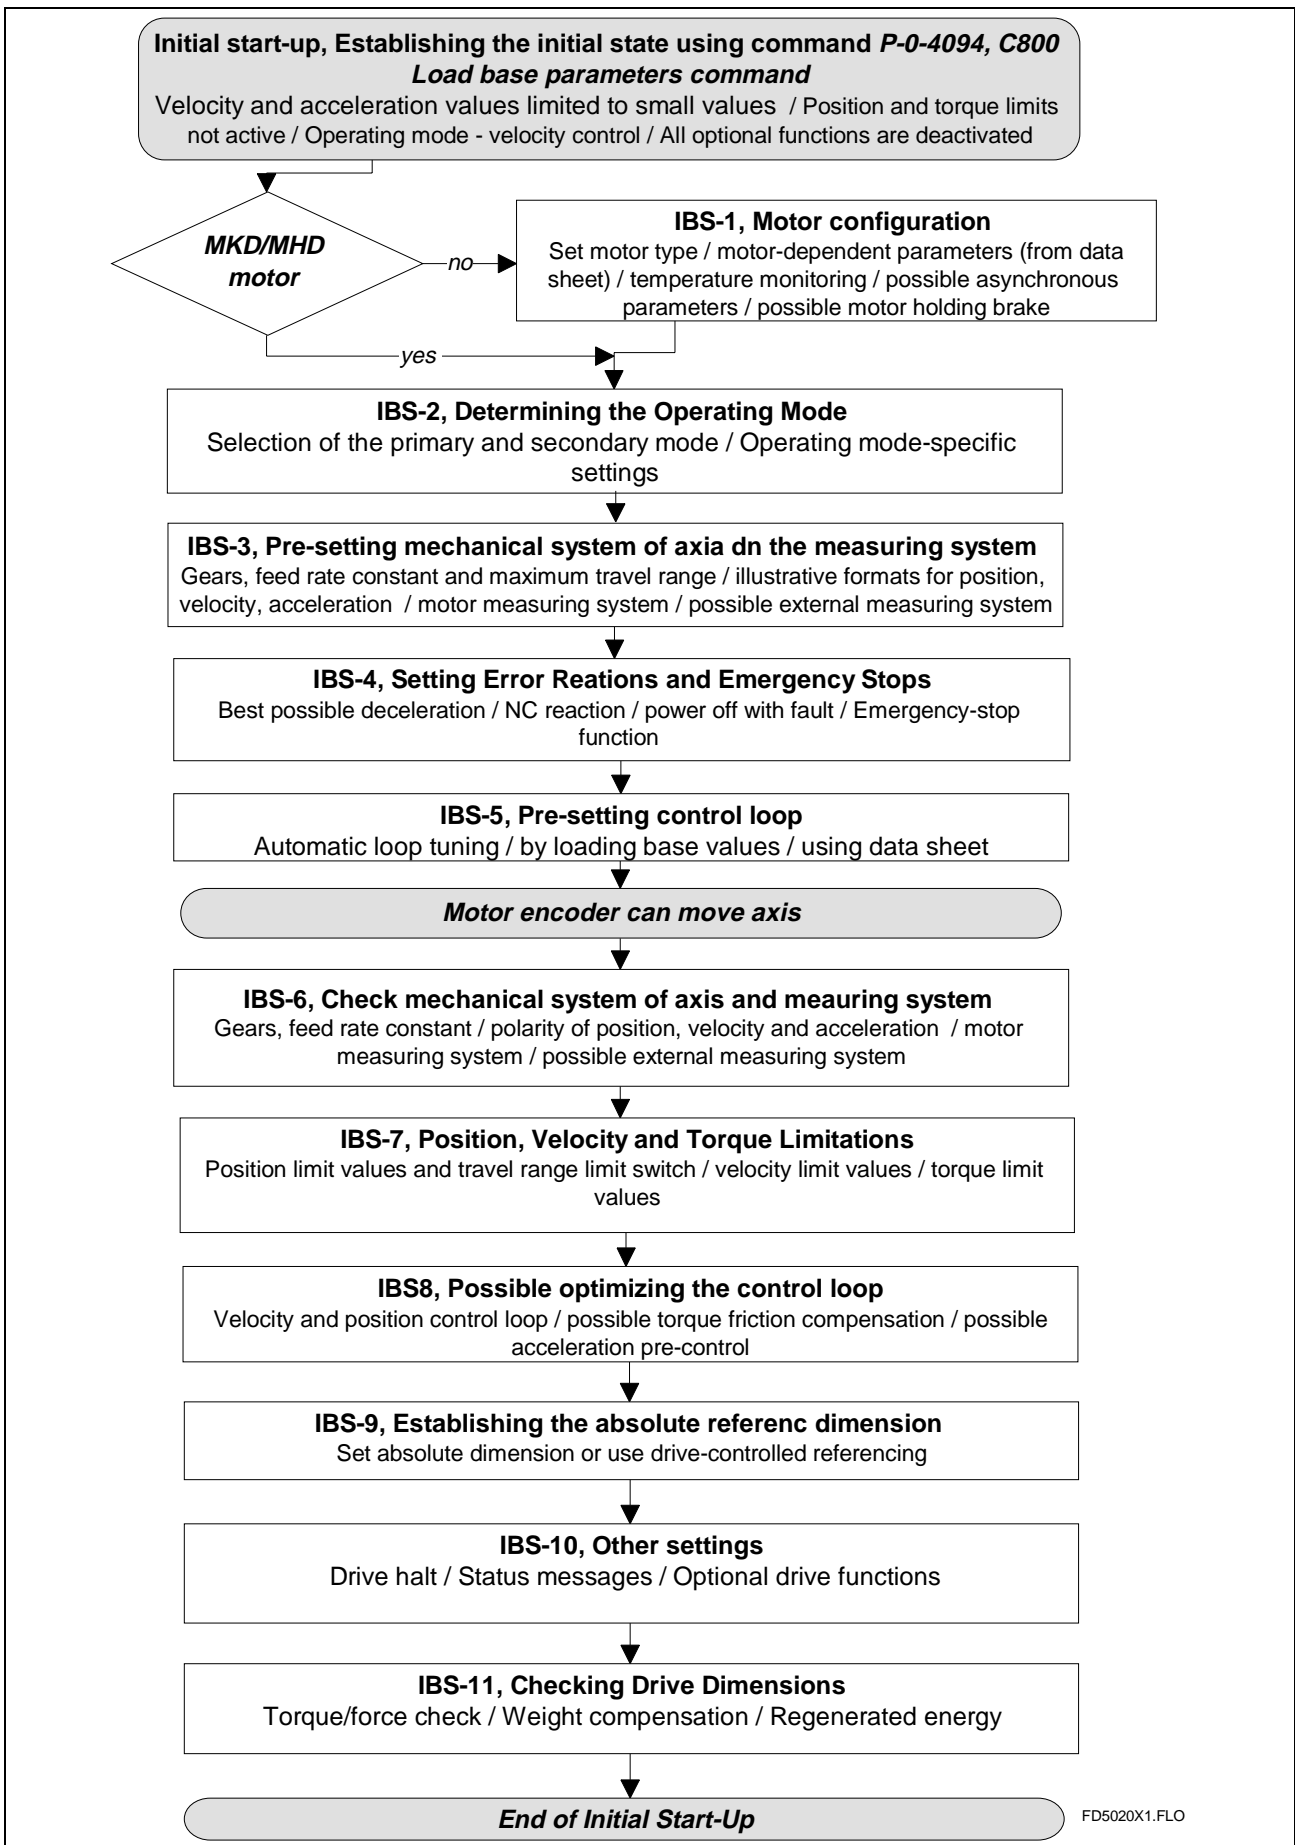 Initial start-up, Establishing the initial state using command P-0-4094, C800
Load base parameters command
Velocity and acceleration values limited to small values / Position and torque limits
not active / Operating mode - velocity control / All optional functions are deactivated
MKD/MHD
motor
no
IBS-1, Motor configuration
Set motor type / motor-dependent parameters (from data
sheet) / temperature monitoring / possible asynchronous
parameters / possible motor holding brake
yes
IBS-2, Determining the Operating Mode
Selection of the primary and secondary mode / Operating mode-specific
settings
IBS-3, Pre-setting mechanical system of axia dn the measuring system
Gears, feed rate constant and maximum travel range / illustrative formats for position,
velocity, acceleration / motor measuring system / possible external measuring system
IBS-4, Setting Error Reations and Emergency Stops
Best possible deceleration / NC reaction / power off with fault / Emergency-stop
function
IBS-5, Pre-setting control loop
Automatic loop tuning / by loading base values / using data sheet
Motor encoder can move axis
IBS-6, Check mechanical system of axis and meauring system
Gears, feed rate constant / polarity of position, velocity and acceleration / motor
measuring system / possible external measuring system
IBS-7, Position, Velocity and Torque Limitations
Position limit values and travel range limit switch / velocity limit values / torque limit
values
IBS8, Possible optimizing the control loop
Velocity and position control loop / possible torque friction compensation / possible
acceleration pre-control
IBS-9, Establishing the absolute referenc dimension
Set absolute dimension or use drive-controlled referencing
IBS-10, Other settings
Drive halt / Status messages / Optional drive functions
IBS-11, Checking Drive Dimensions
Torque/force check / Weight compensation / Regenerated energy
End of Initial Start-Up
FD5020X1.FLO